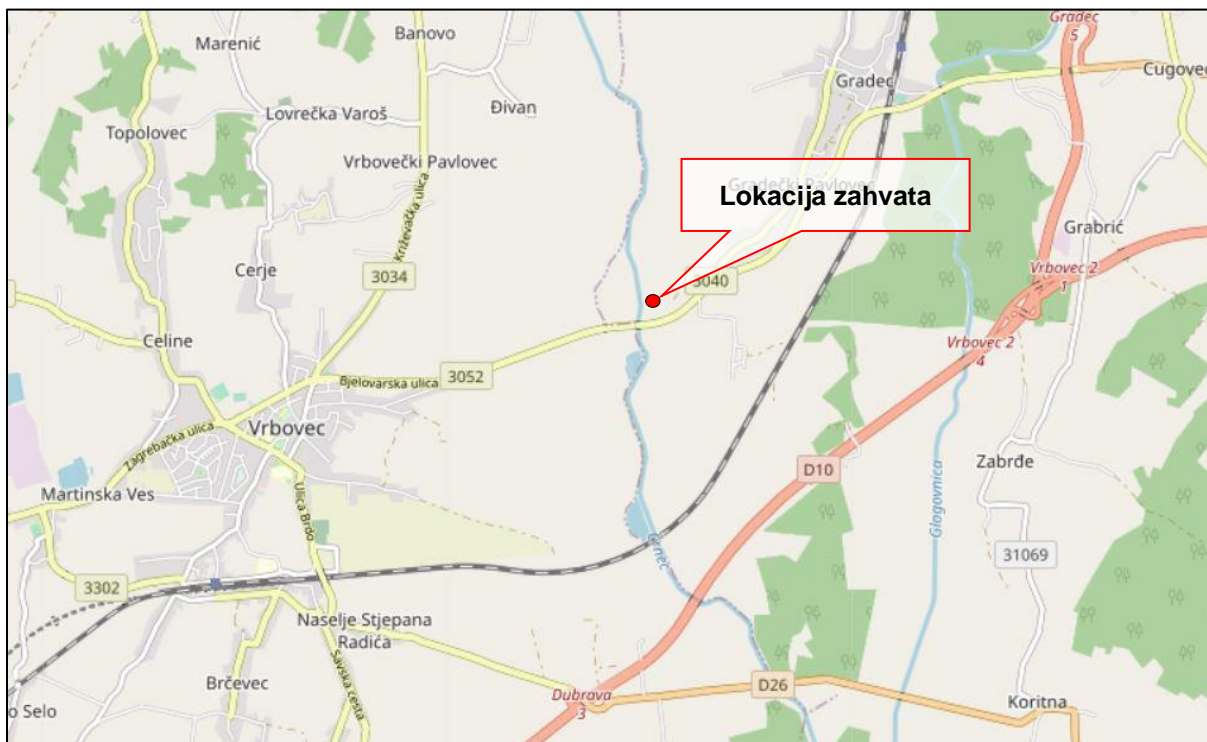 Gradec
5
Marenić
Banovo
Cugovec
Gradec
Đivan
Lovrečka Varoš
Topolovec
Vrbovečki Pavlovec
Gradečki Pavlovec
Lokacija zahvata
Križevačka ulica
Grabrić
Cerje
3034
3040
Vrbovec 2
1
Celine
Vrbovec 2
4
Bjelovarska ulica
3052
Vrbovec
Zagrebačka ulica
D10
Zabrđe
Martinska Ves
Ulica Brdo
Glogovnica
Črnec
31069
3302
Naselje Stjepana
Radića
Savska cesta
Brčevec
Dubrava
3
D26
Koritna
o Selo